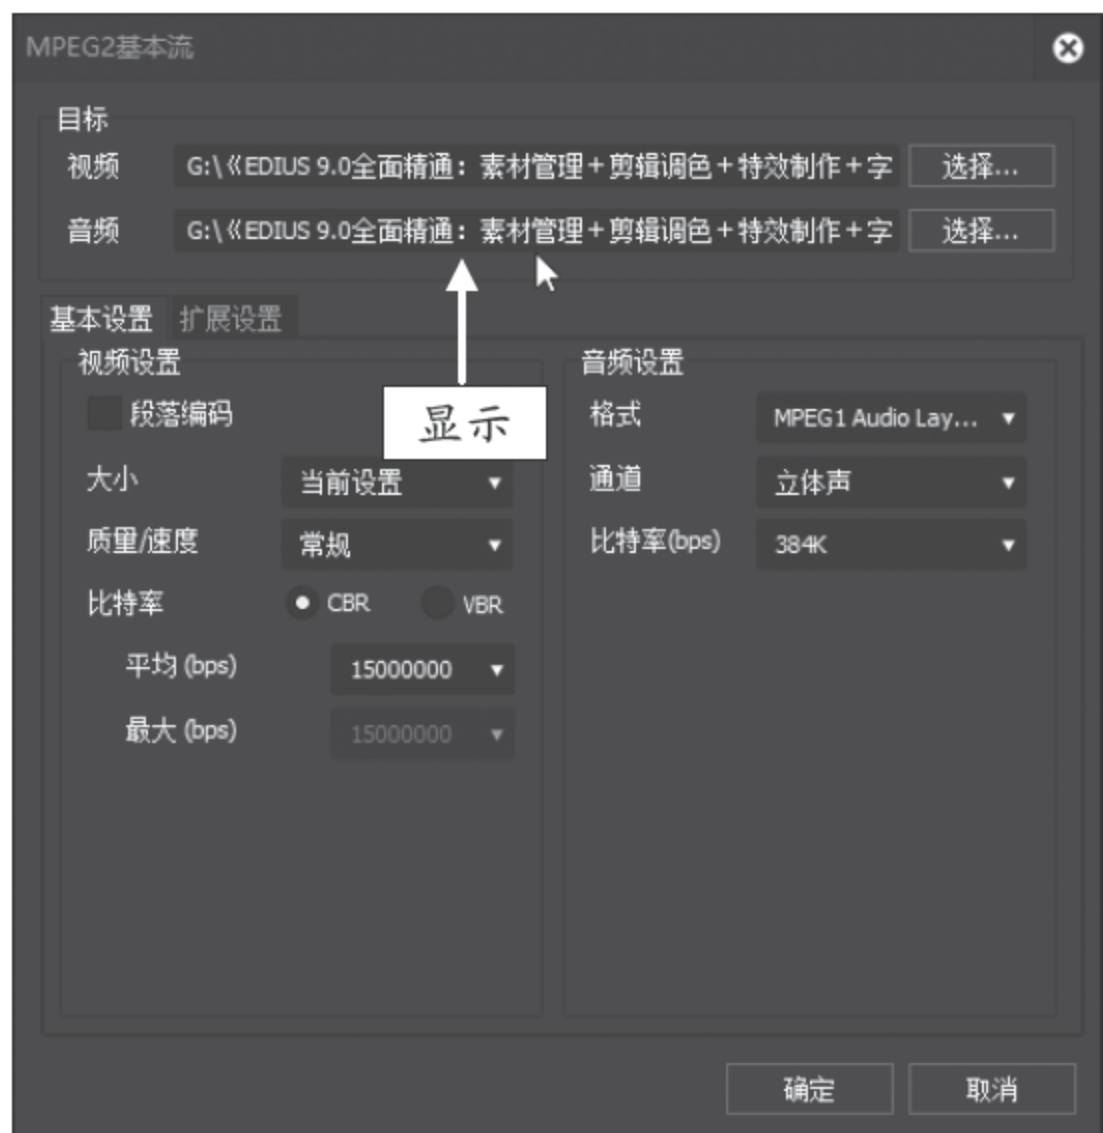 MPEG2基本流
目标
视频 G:\《EDIUS 9.0全面精通：素材管理+剪辑调色+特效制作+字 选择...
音频 G:\《EDIUS 9.0全面精通：素材管理+剪辑调色+特效制作+字 选择...
基本设置 扩展设置
视频设置
段落编码
显示
大小 当前设置
质量/速度 常规
比特率 CBR VBR
平均 (bps) 15000000
最大 (bps) 15000000
音频设置
格式 MPEG1 Audio Lay...
通道 立体声
比特率(bps) 384K
确定 取消